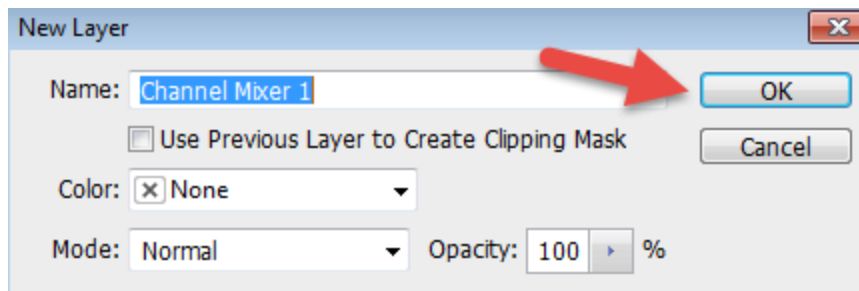 New Layer
Name: Channel Mixer 1 OK
Use Previous Layer to Create Clipping Mask Cancel
Color: None
Mode: Normal Opacity: 100 %